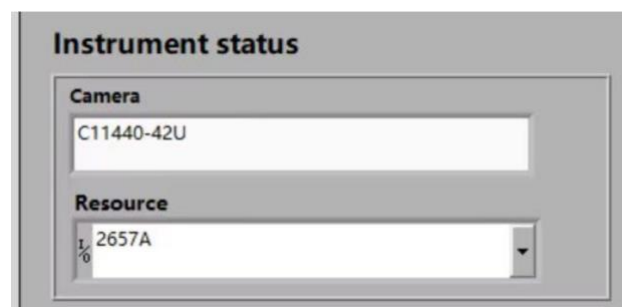 Instrument status
Camera
C11440-42U
Resource
I/O 2657A